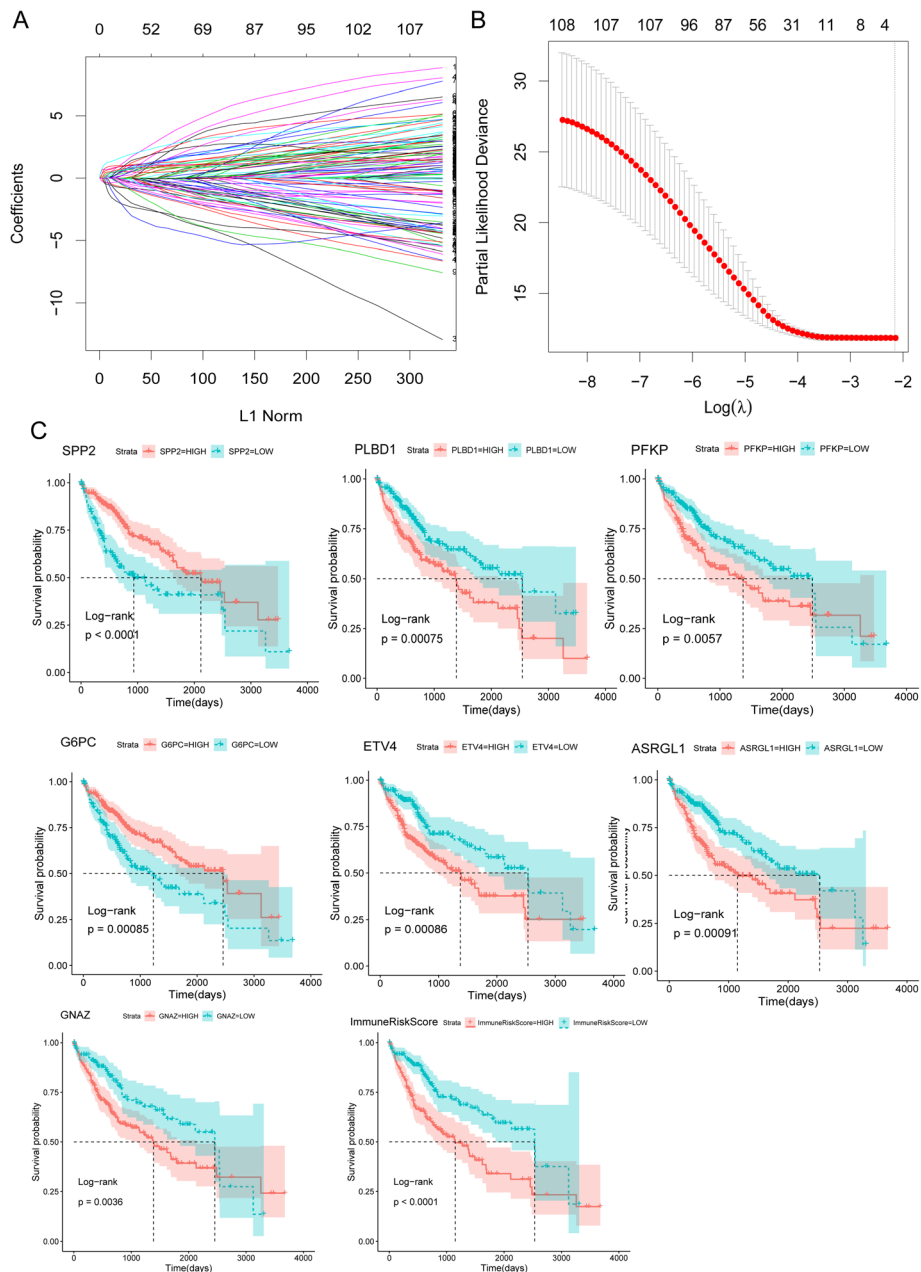 A
0 52 69 87 95 102 107
Coefficients
5
0
−5
−10
0 50 100 150 200 250 300
L1 Norm
B
108 107 107 96 87 56 31 11 8 4
Partial Likelihood Deviance
30
25
20
15
−8 −7 −6 −5 −4 −3 −2
Log(λ)
C
SPP2
Strata SPP2=HIGH SPP2=LOW
Survival probability
1.00
0.75
0.50
0.25
0.00
Log−rank
p < 0.0001
0 1000 2000 3000 4000
Time(days)
PLBD1
Strata PLBD1=HIGH PLBD1=LOW
Survival probability
1.00
0.75
0.50
0.25
0.00
Log−rank
p = 0.00075
0 1000 2000 3000 4000
Time(days)
PFKP
Strata PFKP=HIGH PFKP=LOW
Survival probability
1.00
0.75
0.50
0.25
0.00
Log−rank
p = 0.0057
0 1000 2000 3000 4000
Time(days)
G6PC
Strata G6PC=HIGH G6PC=LOW
Survival probability
1.00
0.75
0.50
0.25
0.00
Log−rank
p = 0.00085
0 1000 2000 3000 4000
Time(days)
ETV4
Strata ETV4=HIGH ETV4=LOW
Survival probability
1.00
0.75
0.50
0.25
0.00
Log−rank
p = 0.00086
0 1000 2000 3000 4000
Time(days)
ASRGL1
Strata ASRGL1=HIGH ASRGL1=LOW
Survival probability
1.00
0.75
0.50
0.25
0.00
Log−rank
p = 0.00091
0 1000 2000 3000 4000
Time(days)
GNAZ
Strata GNAZ=HIGH GNAZ=LOW
Survival probability
1.00
0.75
0.50
0.25
0.00
Log−rank
p = 0.0036
0 1000 2000 3000 4000
Time(days)
ImmuneRiskScore
Strata ImmuneRiskScore=HIGH ImmuneRiskScore=LOW
Survival probability
1.00
0.75
0.50
0.25
0.00
Log−rank
p < 0.0001
0 1000 2000 3000 4000
Time(days)